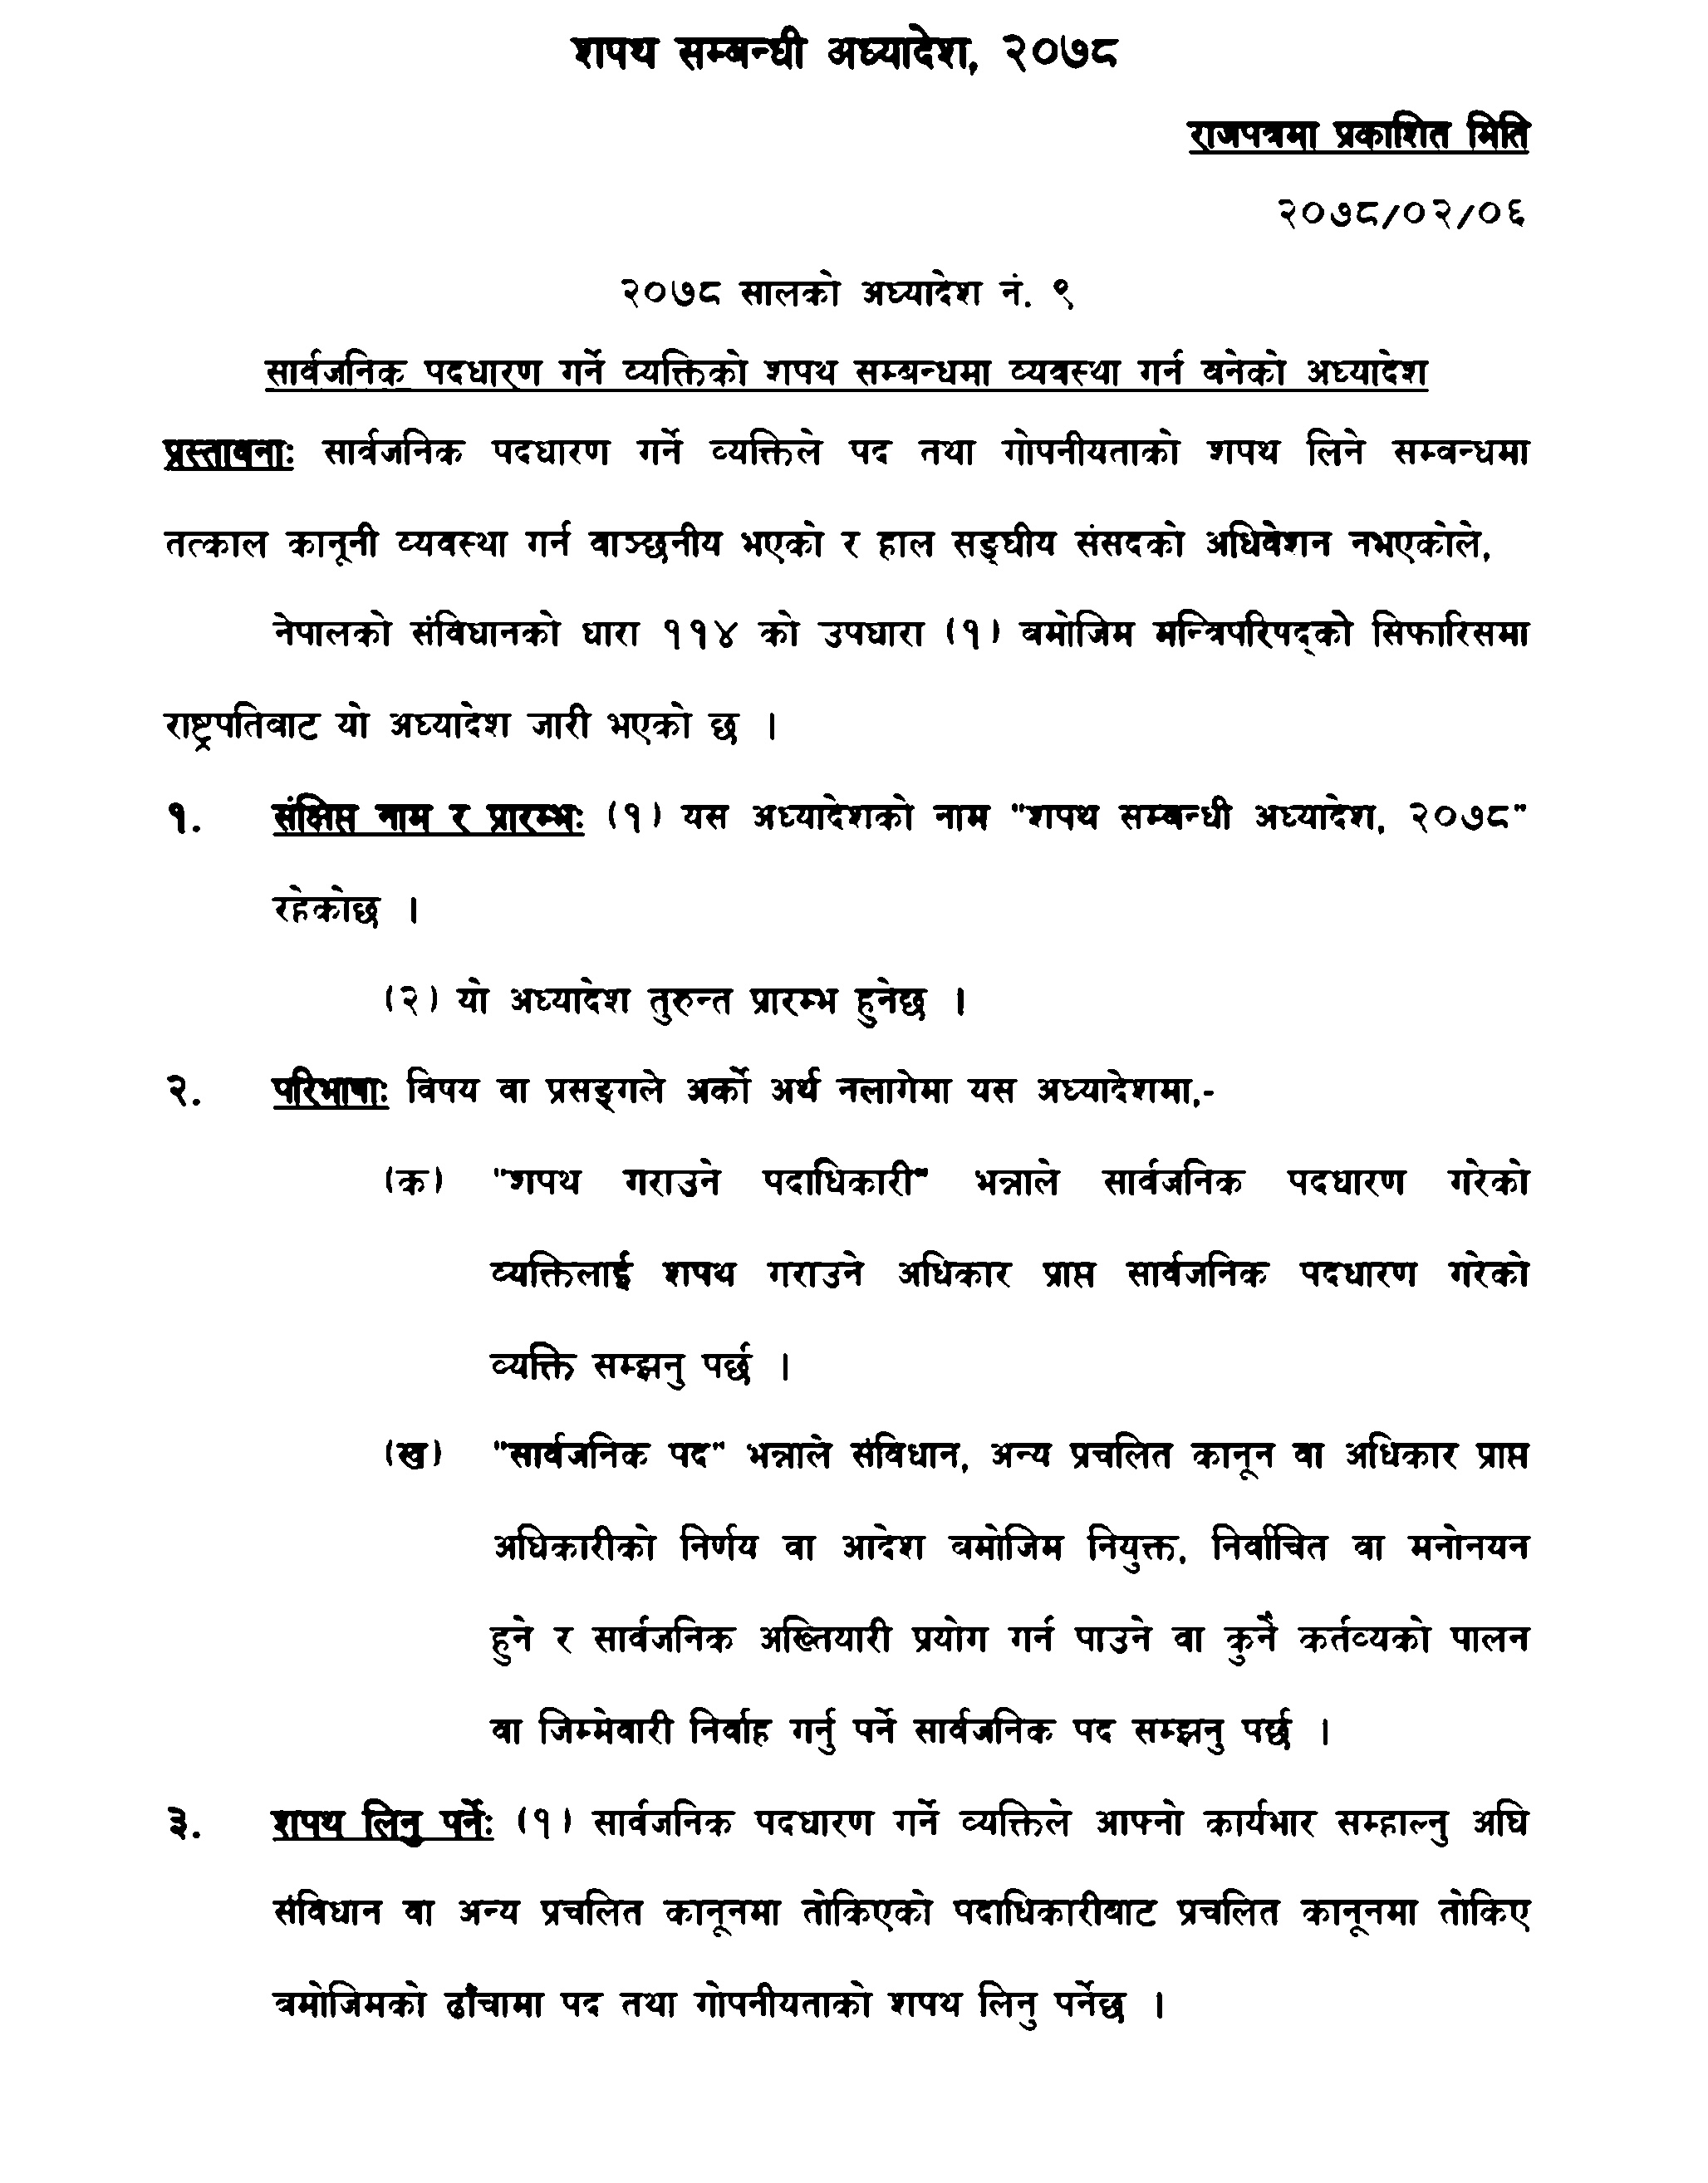 शपथ सम्बन्धी अध्यादेश, २०७८
राजपत्रमा प्रकाशित मिति
२०७८/०२/०६
२०७८ सालको अध्यादेश नं. ९
सार्वजनिक पदधारण गर्ने व्यक्तिको शपथ सम्बन्धमा व्यवस्था गर्न बनेको अध्यादेश
प्रस्तावनाः सार्वजनिक पदधारण गर्ने व्यक्तिले पद तथा गोपनीयताको शपथ लिने सम्बन्धमा
तत्काल कानूनी व्यवस्था गर्न वाञ्छनीय भएको र हाल सङ्घीय संसदको अधिवेशन नभएकोले,
नेपालको संविधानको धारा ११४ को उपधारा (१) बमोजिम मन्त्रिपरिषद्को सिफारिसमा
राष्ट्रपतिबाट यो अध्यादेश जारी भएको छ ।
१. संक्षिप्त नाम र प्रारम्भः (१) यस अध्यादेशको नाम "शपथ सम्बन्धी अध्यादेश, २०७८"
रहेकोछ ।
(२) यो अध्यादेश तुरुन्त प्रारम्भ हुनेछ ।
२. परिभाषाः विषय वा प्रसङ्गले अर्को अर्थ नलागेमा यस अध्यादेशमा,-
(क) "शपथ गराउने पदाधिकारी" भन्नाले सार्वजनिक पदधारण गरेको
व्यक्तिलाई शपथ गराउने अधिकार प्राप्त सार्वजनिक पदधारण गरेको
व्यक्ति सम्झनु पर्छ ।
(ख) "सार्वजनिक पद" भन्नाले संविधान, अन्य प्रचलित कानून वा अधिकार प्राप्त
अधिकारीको निर्णय वा आदेश बमोजिम नियुक्त, निर्वाचित वा मनोनयन
हुने र सार्वजनिक अख्तियारी प्रयोग गर्न पाउने वा कुनै कर्तव्यको पालन
वा जिम्मेवारी निर्वाह गर्नु पर्ने सार्वजनिक पद सम्झनु पर्छ ।
३. शपथ लिनु पर्नेः (१) सार्वजनिक पदधारण गर्ने व्यक्तिले आफ्नो कार्यभार सम्हाल्नु अघि
संविधान वा अन्य प्रचलित कानूनमा तोकिएको पदाधिकारीबाट प्रचलित कानूनमा तोकिए
बमोजिमको ढाँचामा पद तथा गोपनीयताको शपथ लिनु पर्नेछ ।